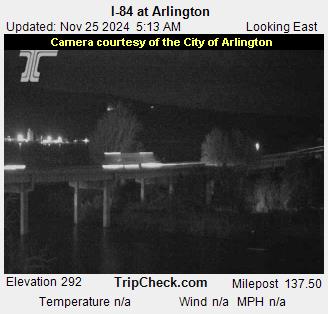 I-84 at Arlington
Updated: Nov 25 2024 5:13 AM Looking East
Camera courtesy of the City of Arlington
Elevation 292 TripCheck.com Milepost 137.50
Temperature n/a Wind n/a MPH n/a